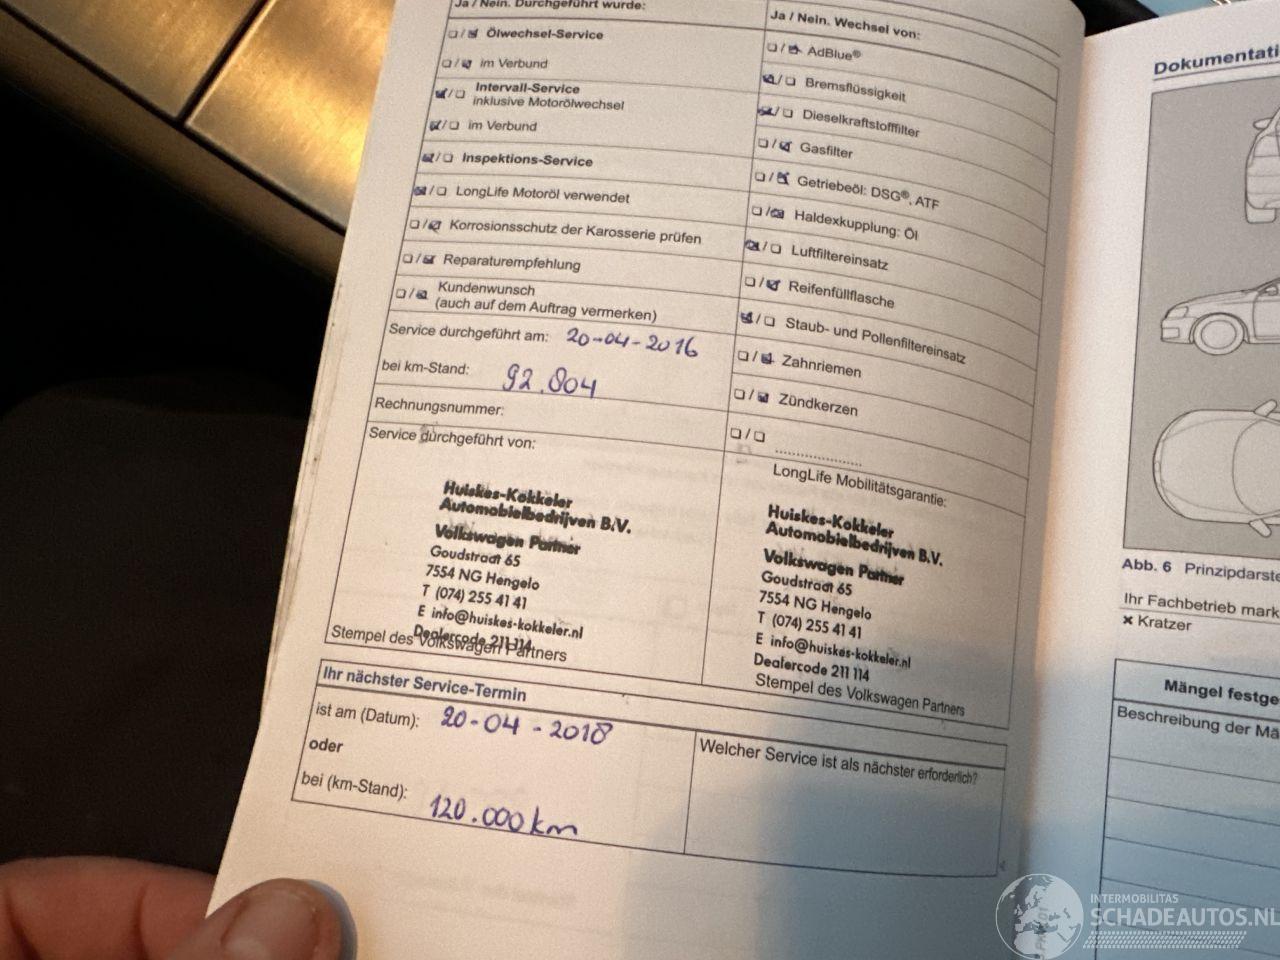 Ja / Nein. Durchgeführt wurde:
❏ / ☑ Ölwechsel-Service
❏ / ☑ im Verbund
☑ / ❏ Intervall-Service
inklusive Motorölwechsel
☑ / ❏ im Verbund
☑ / ❏ Inspektions-Service
☑ / ❏ LongLife Motoröl verwendet
❏ / ☑ Korrosionsschutz der Karosserie prüfen
❏ / ☑ Reparaturempfehlung
❏ / ☑ Kundenwunsch
(auch auf dem Auftrag vermerken)
Service durchgeführt am: 20-04-2016
bei km-Stand: 92.804
Rechnungsnummer:
Service durchgeführt von:
Huiskes-Kokkeler
Automobielbedrijven B.V.
Volkswagen Partner
Goudstraat 65
7554 NG Hengelo
T (074) 255 41 41
E info@huiskes-kokkeler.nl
Dealercode 211 114
Stempel des Volkswagen Partners
Ja / Nein. Wechsel von:
❏ / ☑ AdBlue®
☑ / ❏ Bremsflüssigkeit
☑ / ❏ Dieselkraftstofffilter
❏ / ☑ Gasfilter
❏ / ☑ Getriebeöl: DSG®, ATF
❏ / ☑ Haldexkupplung: Öl
☑ / ❏ Luftfiltereinsatz
❏ / ☑ Reifenfüllflasche
☑ / ❏ Staub- und Pollenfiltereinsatz
❏ / ☑ Zahnriemen
❏ / ☑ Zündkerzen
❏ / ❏ ....................
LongLife Mobilitätsgarantie:
Huiskes-Kokkeler
Automobielbedrijven B.V.
Volkswagen Partner
Goudstraat 65
7554 NG Hengelo
T (074) 255 41 41
E info@huiskes-kokkeler.nl
Dealercode 211 114
Stempel des Volkswagen Partners
Ihr nächster Service-Termin
ist am (Datum): 20-04-2018
oder
bei (km-Stand): 120.000 km
Welcher Service ist als nächster erforderlich?
Dokumentati
Abb. 6 Prinzipdarste
Ihr Fachbetrieb mark
× Kratzer
Mängel festge
Beschreibung der Mä
INTERMOBILITAS
SCHADEAUTOS.NL